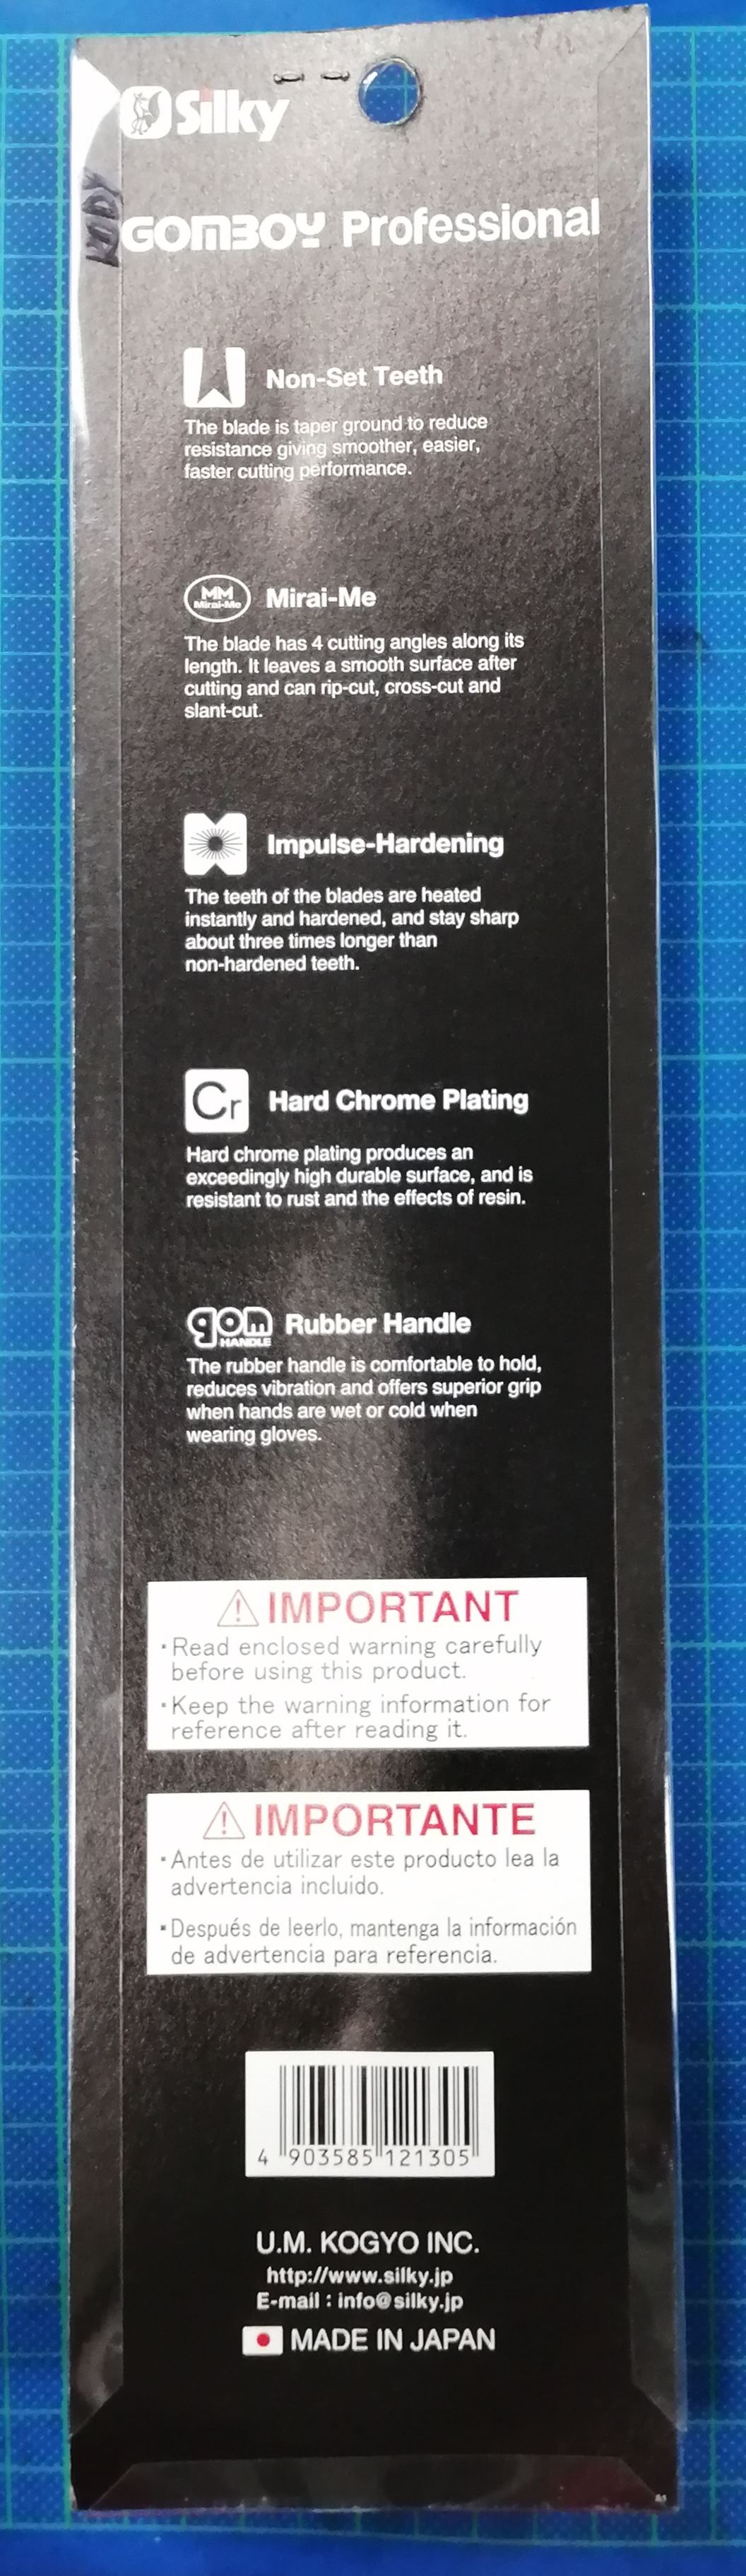 Silky
KODY
GOMBOY Professional
Non-Set Teeth
The blade is taper ground to reduce
resistance giving smoother, easier,
faster cutting performance.
MM
Mirai-Me
Mirai-Me
The blade has 4 cutting angles along its
length. It leaves a smooth surface after
cutting and can rip-cut, cross-cut and
slant-cut.
Impulse-Hardening
The teeth of the blades are heated
instantly and hardened, and stay sharp
about three times longer than
non-hardened teeth.
Cr
Hard Chrome Plating
Hard chrome plating produces an
exceedingly high durable surface, and is
resistant to rust and the effects of resin.
gom
HANDLE
Rubber Handle
The rubber handle is comfortable to hold,
reduces vibration and offers superior grip
when hands are wet or cold when
wearing gloves.
IMPORTANT
・Read enclosed warning carefully
before using this product.
・Keep the warning information for
reference after reading it.
IMPORTANTE
・Antes de utilizar este producto lea la
advertencia incluido.
・Después de leerlo, mantenga la información
de advertencia para referencia.
4 903585 121305
U.M. KOGYO INC.
http://www.silky.jp
E-mail : info@silky.jp
MADE IN JAPAN